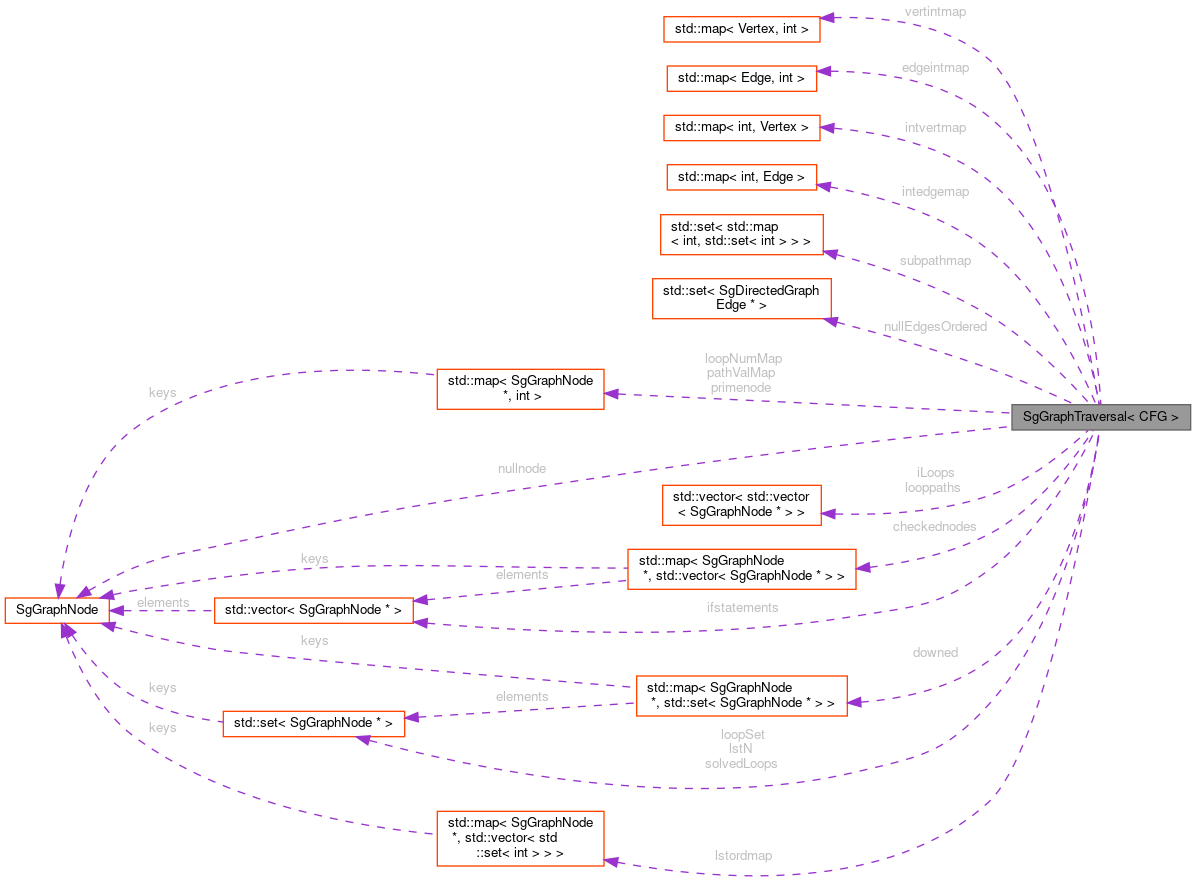 vertintmap
std::map< Vertex, int >
edgeintmap
std::map< Edge, int >
intvertmap
std::map< int, Vertex >
intedgemap
std::map< int, Edge >
std::set< std::map
< int, std::set< int > > >
subpathmap
std::set< SgDirectedGraph
Edge * >
nullEdgesOrdered
loopNumMap
pathValMap
primenode
std::map< SgGraphNode
*, int >
keys
SgGraphTraversal< CFG >
nullnode
iLoops
looppaths
std::vector< std::vector
< SgGraphNode * > >
checkednodes
keys
std::map< SgGraphNode
*, std::vector< SgGraphNode * > >
elements
SgGraphNode
elements
std::vector< SgGraphNode * >
ifstatements
keys
downed
std::map< SgGraphNode
*, std::set< SgGraphNode * > >
keys
elements
std::set< SgGraphNode * >
keys
loopSet
lstN
solvedLoops
std::map< SgGraphNode
*, std::vector< std
::set< int > > >
lstordmap